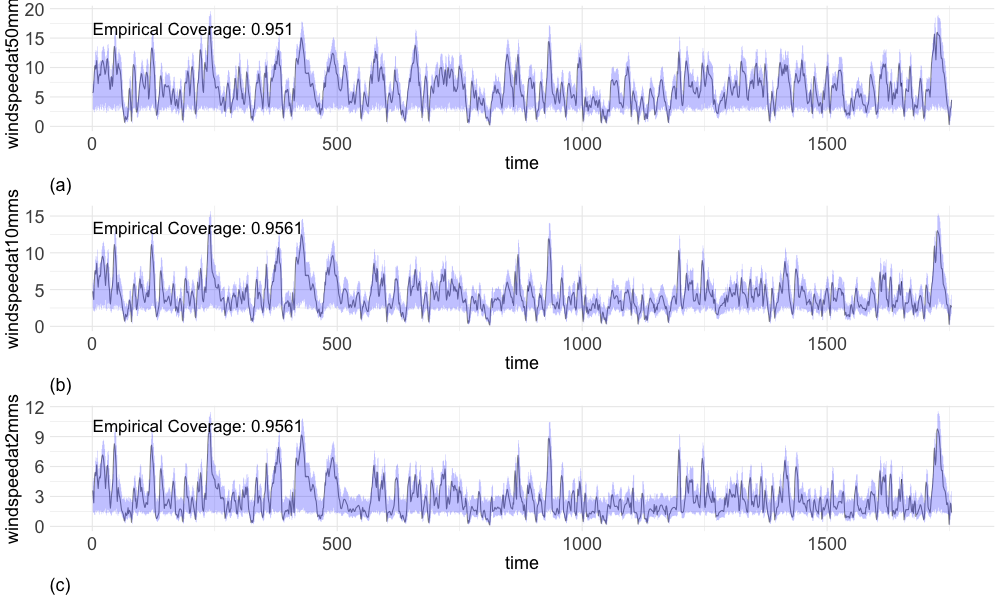 windspeedat50mm
20
15
10
5
0
Empirical Coverage: 0.951
0 500 1000 1500
time
(a)
windspeedat10mms
15
10
5
0
Empirical Coverage: 0.9561
0 500 1000 1500
time
(b)
windspeedat2mms
12
9
6
3
0
Empirical Coverage: 0.9561
0 500 1000 1500
time
(c)